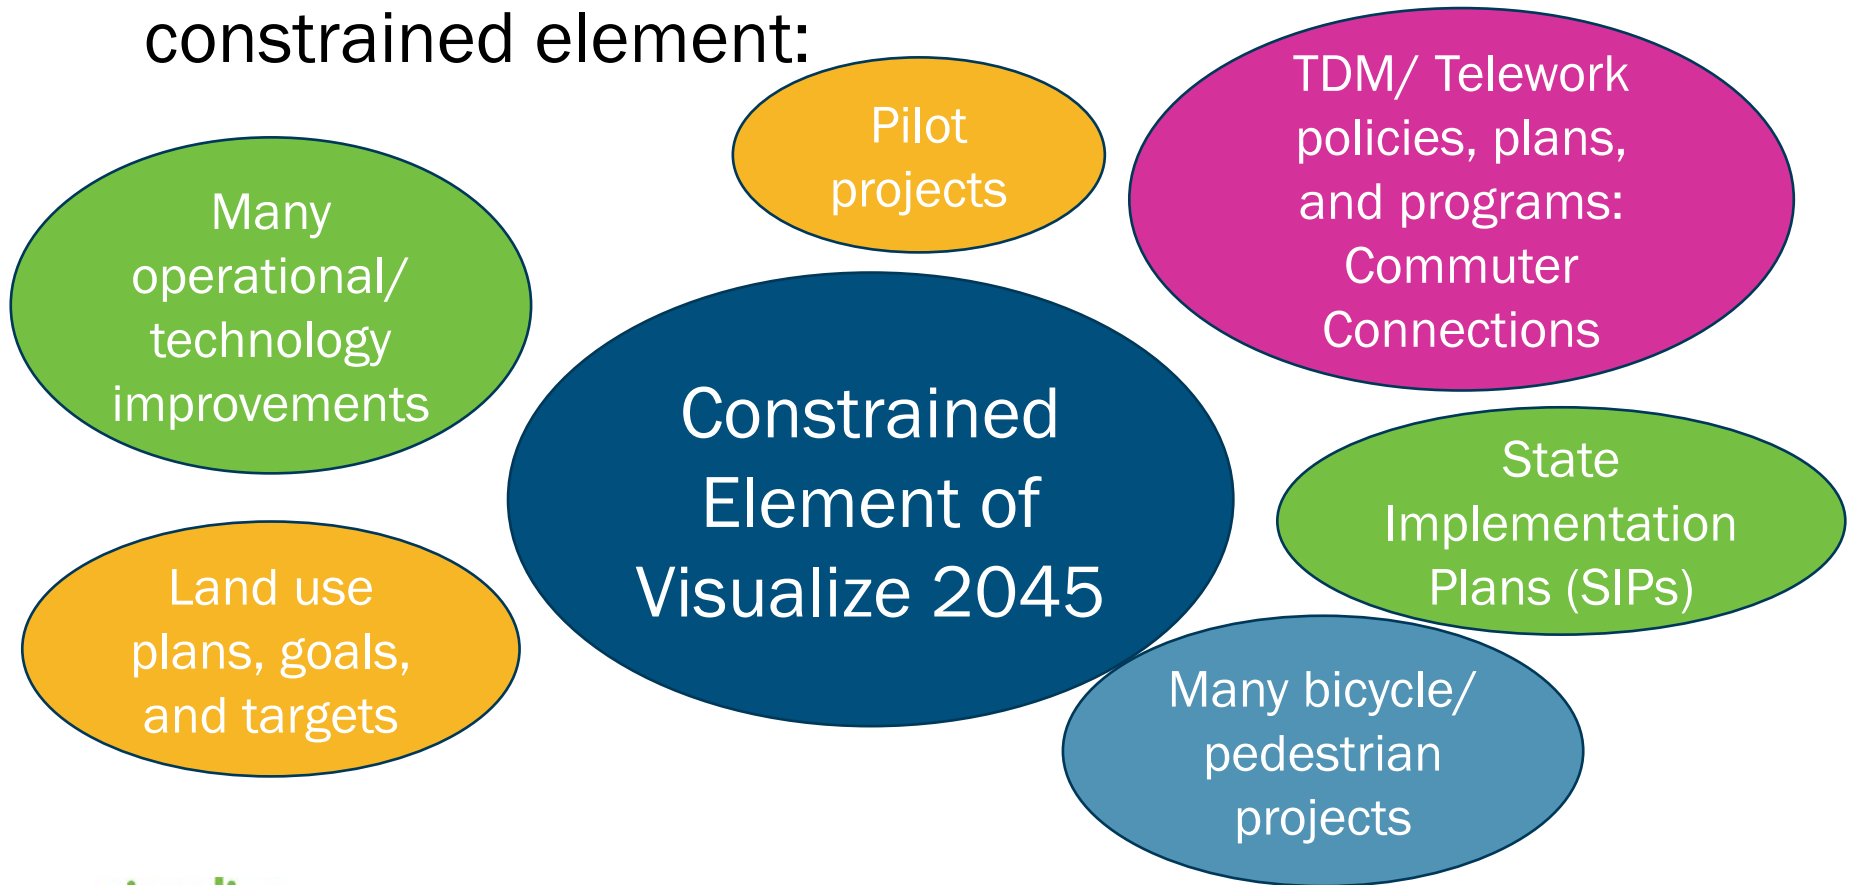 constrained element:
Pilot
projects
TDM/ Telework
policies, plans,
and programs:
Commuter
Connections
Many
operational/
technology
improvements
Constrained
Element of
Visualize 2045
State
Implementation
Plans (SIPs)
Land use
plans, goals,
and targets
Many bicycle/
pedestrian
projects